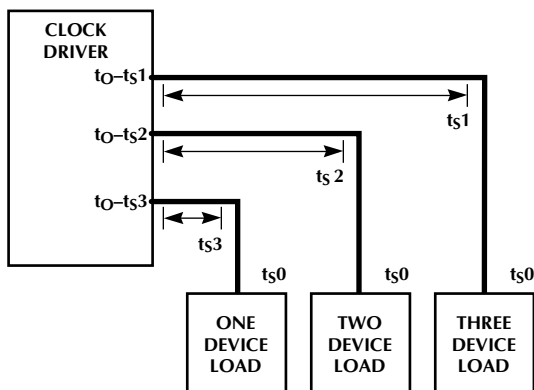 CLOCK
DRIVER
tO–tS1
tS1
tO–tS2
tS 2
tO–tS3
tS3
tS0
tS0
tS0
ONE
DEVICE
LOAD
TWO
DEVICE
LOAD
THREE
DEVICE
LOAD